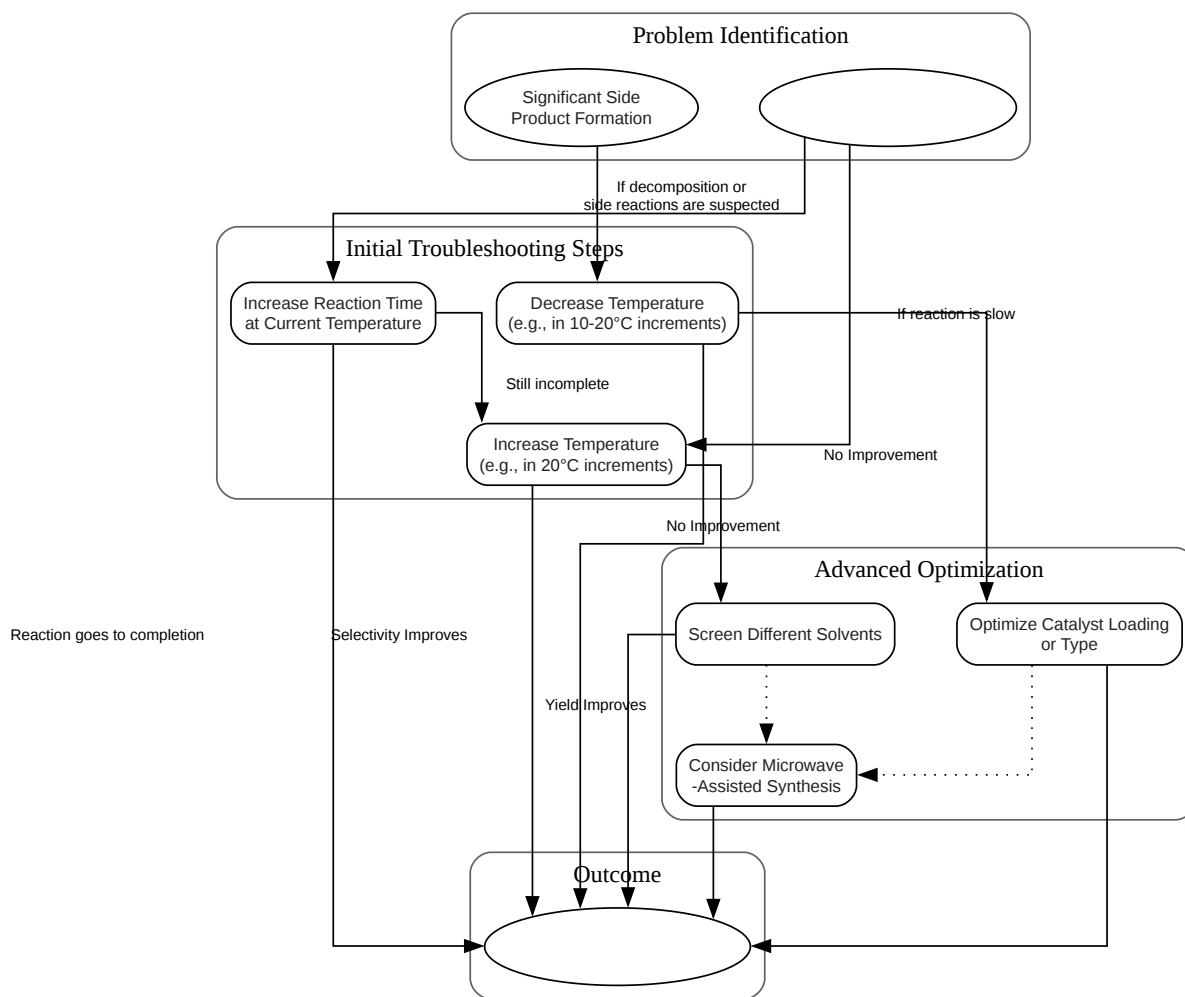 Problem Identification
Significant Side
Product Formation
If decomposition or
side reactions are suspected
Initial Troubleshooting Steps
Increase Reaction Time
at Current Temperature
Decrease Temperature
(e.g., in 10-20°C increments)
If reaction is slow
Still incomplete
Increase Temperature
(e.g., in 20°C increments)
No Improvement
No Improvement
Advanced Optimization
Screen Different Solvents
Optimize Catalyst Loading
or Type
Reaction goes to completion
Selectivity Improves
Yield Improves
Consider Microwave
-Assisted Synthesis
Outcome